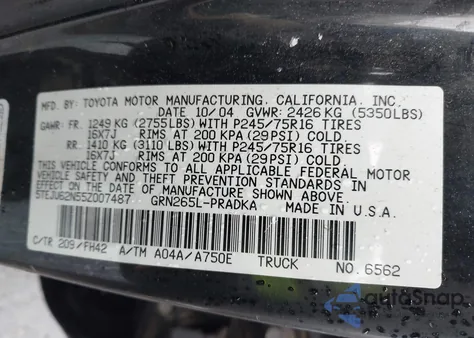 MFD. BY: TOYOTA MOTOR MANUFACTURING, CALIFORNIA, INC.
DATE 10/04 GVWR: 2426 KG (5350LBS)
GAWR: FR. 1249 KG (2755LBS) WITH P245/75R16 TIRES
16X7J RIMS AT 200 KPA (29PSI) COLD.
RR: 1410 KG (3110 LBS) WITH P245/75R16 TIRES
16X7J RIMS AT 200 KPA (29PSI) COLD.
THIS VEHICLE CONFORMS TO ALL APPLICABLE FEDERAL MOTOR
VEHICLE SAFETY STANDARDS IN EFFECT ON
THE DATE OF MANUFACTURE SHOWN ABOVE.
5TEJU62N55Z007487 GRN265L-PRADKA MADE IN U.S.A.
C/TR 209/FH42 A/TM A04A/A750E TRUCK NO. 6562
autoSnap